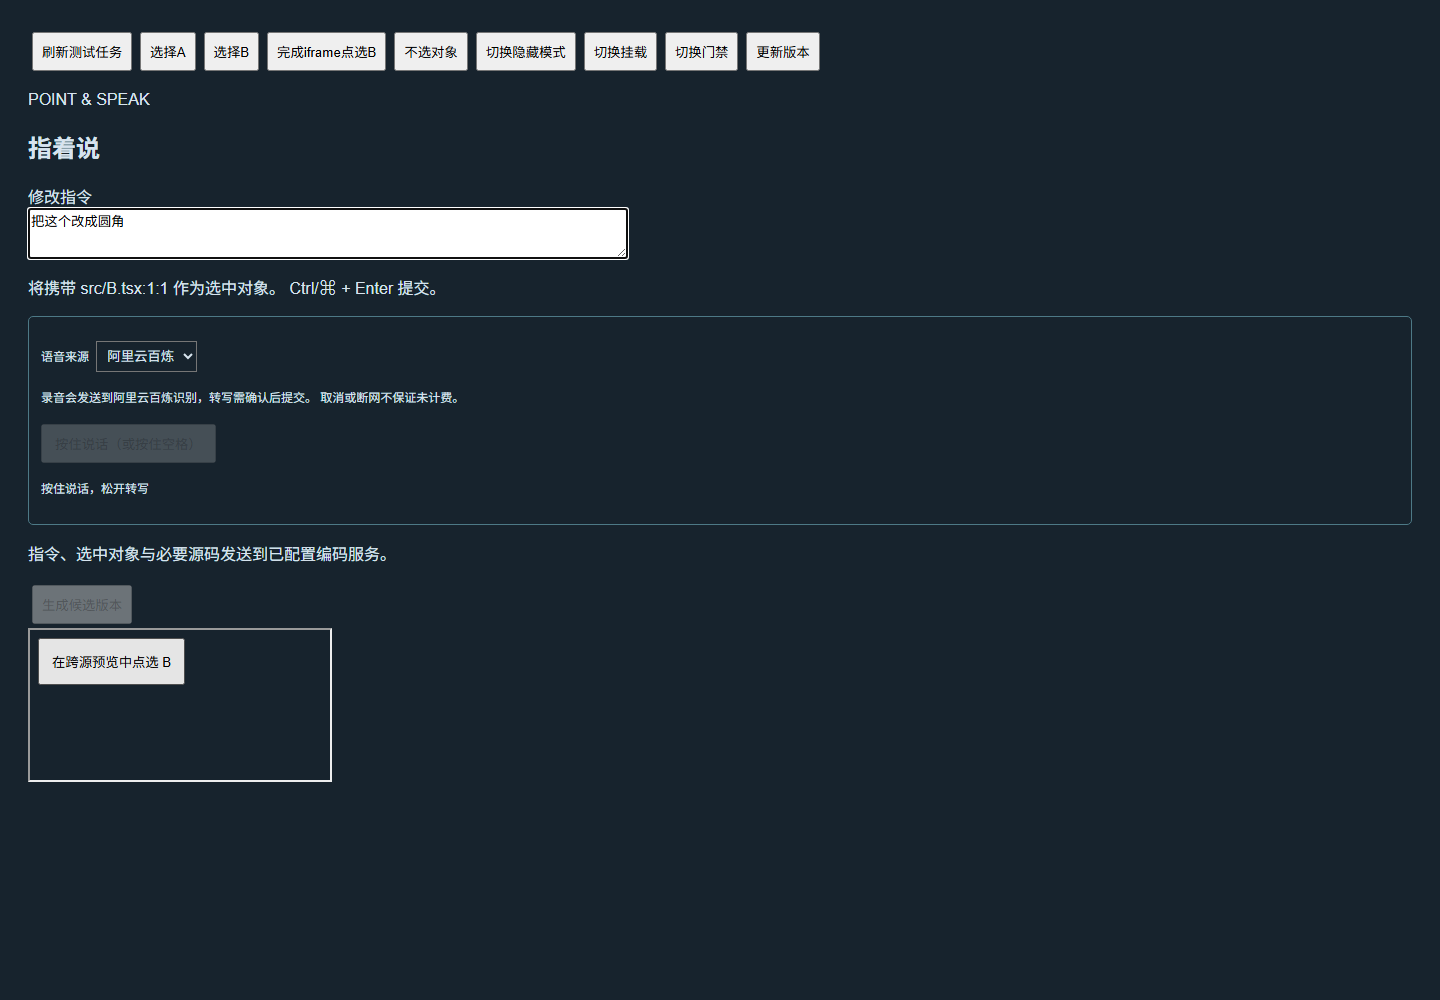 刷新测试任务 选择A 选择B 完成iframe点选B 不选对象 切换隐藏模式 切换挂载 切换门禁 更新版本
POINT & SPEAK
指着说
修改指令
把这个改成圆角
将携带 src/B.tsx:1:1 作为选中对象。 Ctrl/⌘ + Enter 提交。
语音来源 阿里云百炼
录音会发送到阿里云百炼识别，转写需确认后提交。 取消或断网不保证未计费。
按住说话（或按住空格）
按住说话，松开转写
指令、选中对象与必要源码发送到已配置编码服务。
生成候选版本
在跨源预览中点选 B